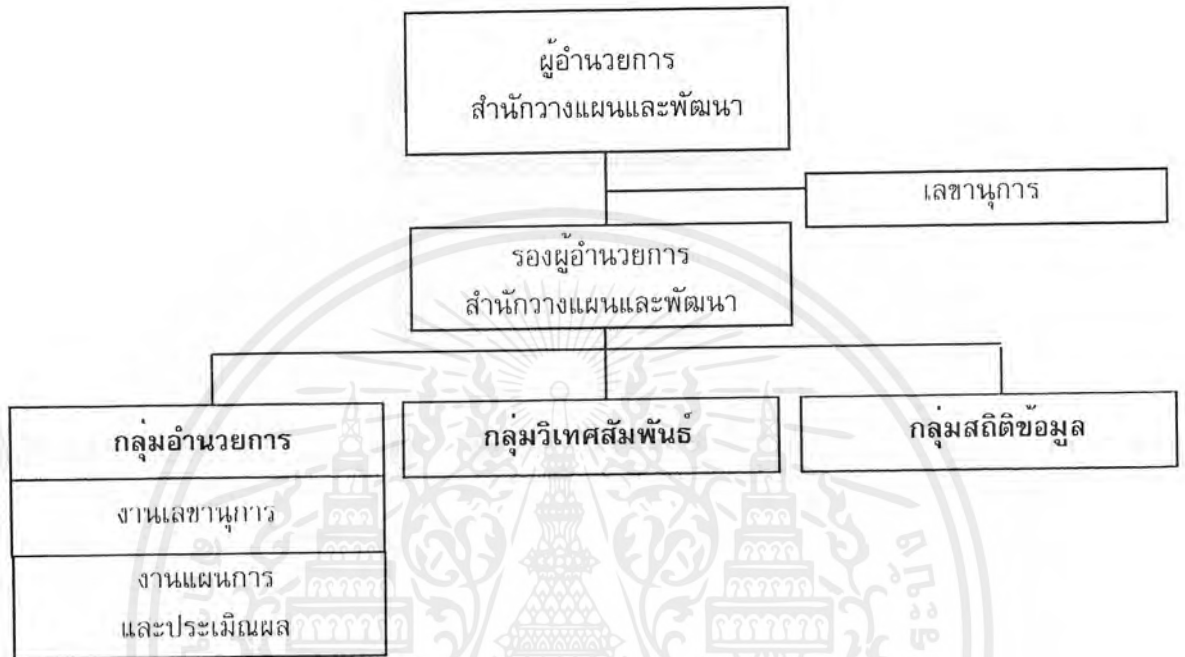 ผู้อำนวยการ
สำนักวางแผนและพัฒนา
เลขานุการ
รองผู้อำนวยการ
สำนักวางแผนและพัฒนา
กลุ่มอำนวยการ
กลุ่มวิเทศสัมพันธ์
กลุ่มสถิติข้อมูล
งานเลขานุการ
งานแผนการ
และประเมิณผล